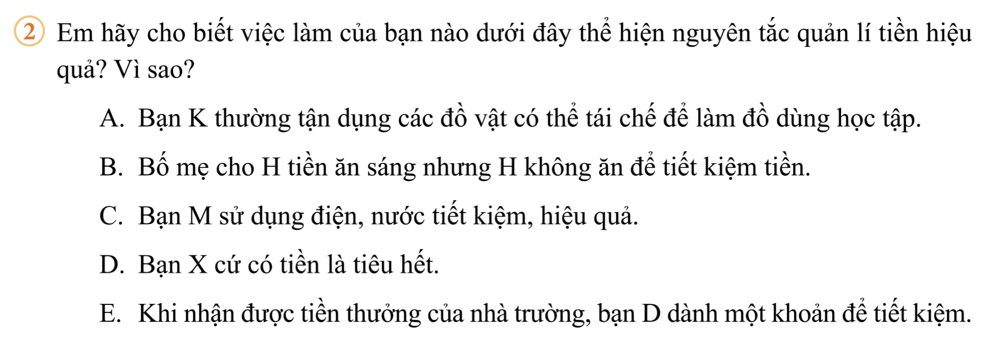 2 Em hãy cho biết việc làm của bạn nào dưới đây thể hiện nguyên tắc quản lí tiền hiệu
quả? Vì sao?
A. Bạn K thường tận dụng các đồ vật có thể tái chế để làm đồ dùng học tập.
B. Bố mẹ cho H tiền ăn sáng nhưng H không ăn để tiết kiệm tiền.
C. Bạn M sử dụng điện, nước tiết kiệm, hiệu quả.
D. Bạn X cứ có tiền là tiêu hết.
E. Khi nhận được tiền thưởng của nhà trường, bạn D dành một khoản để tiết kiệm.